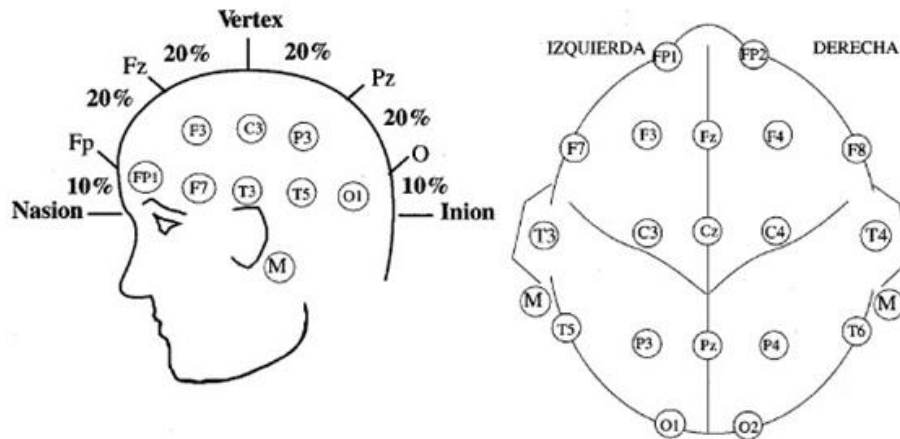 Vertex
20% 20%
Fz Pz
20% 20%
F3 C3 P3
Fp O
10% FP1 F7 T3 T5 O1 10%
Nasion Inion
M
IZQUIERDA FP1 FP2 DERECHA
F7 F3 Fz F4 F8
T3 C3 Cz C4 T4
M M
T5 P3 Pz P4 T6
O1 O2